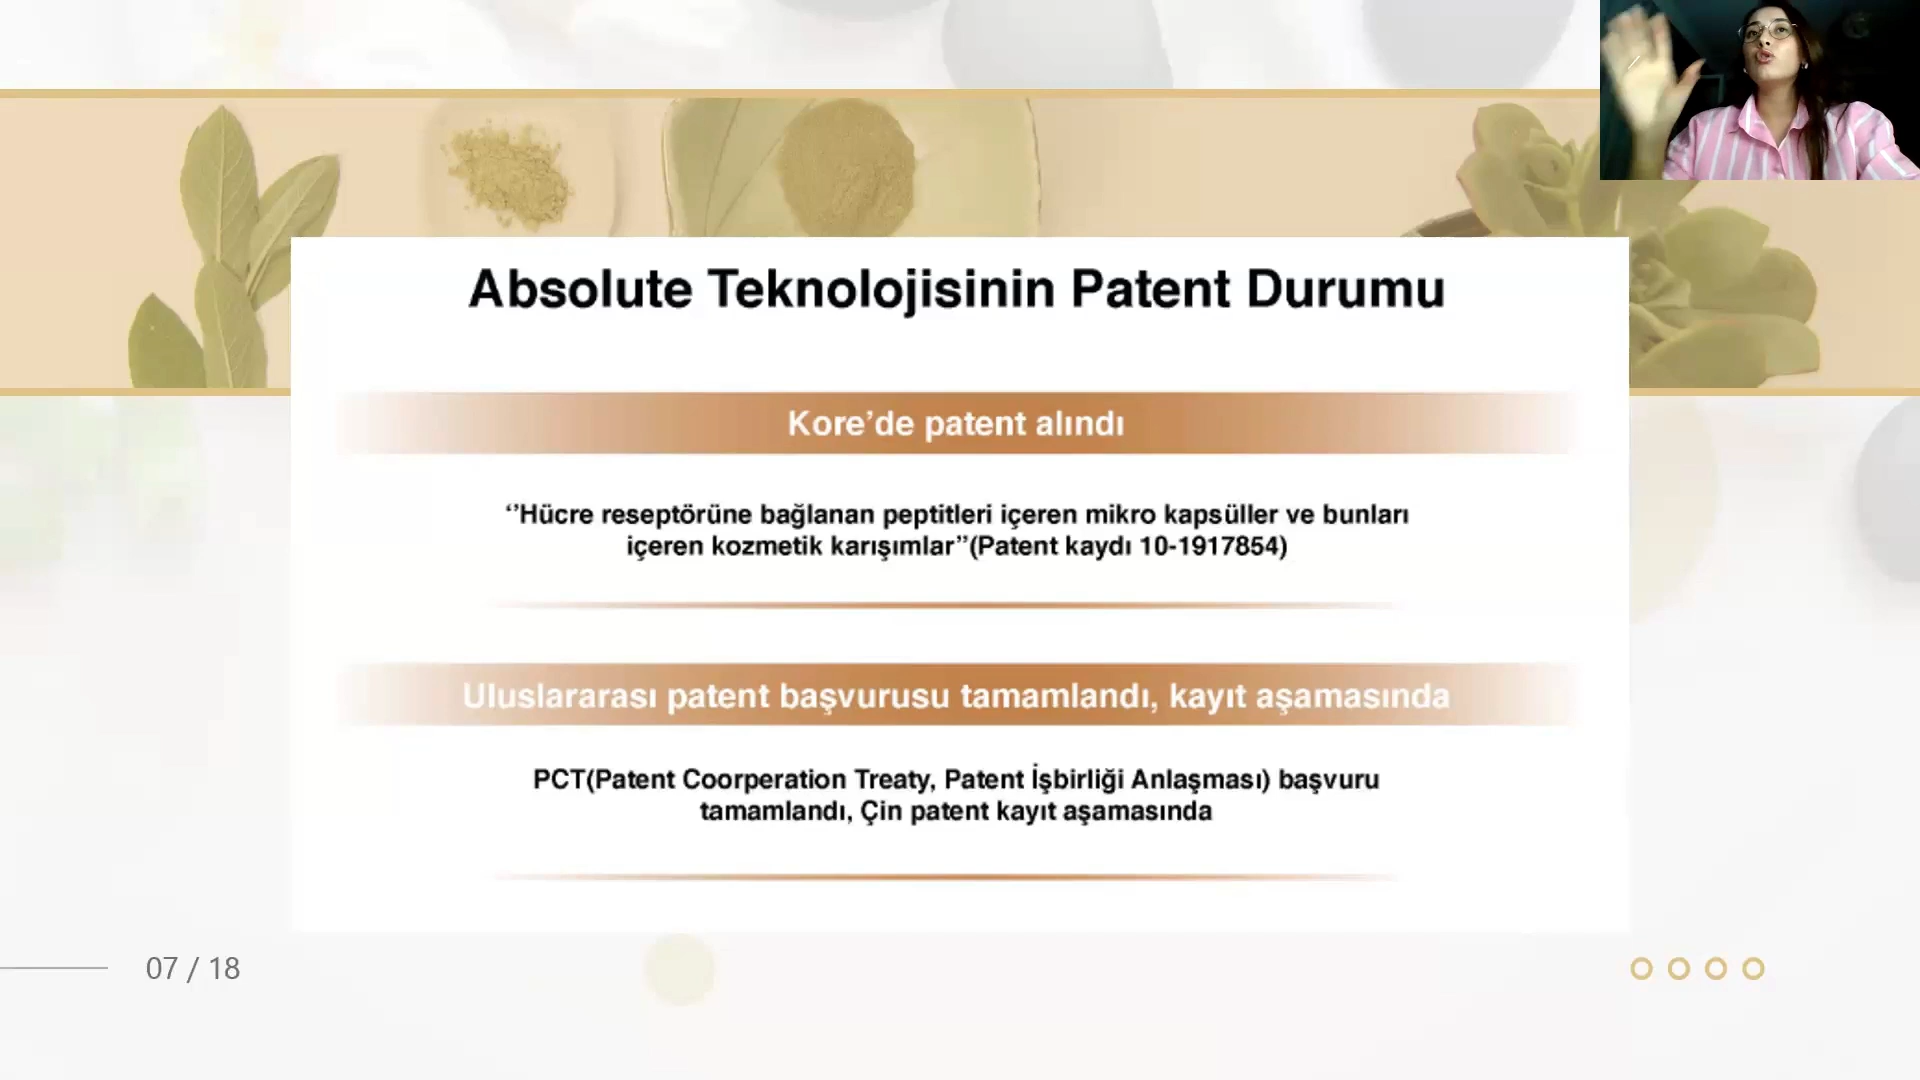 Absolute Teknolojisinin Patent Durumu
Kore’de patent alındı
‘’Hücre reseptörüne bağlanan peptitleri içeren mikro kapsüller ve bunları
içeren kozmetik karışımlar’’(Patent kaydı 10-1917854)
Uluslararası patent başvurusu tamamlandı, kayıt aşamasında
PCT(Patent Coorperation Treaty, Patent İşbirliği Anlaşması) başvuru
tamamlandı, Çin patent kayıt aşamasında
07 / 18